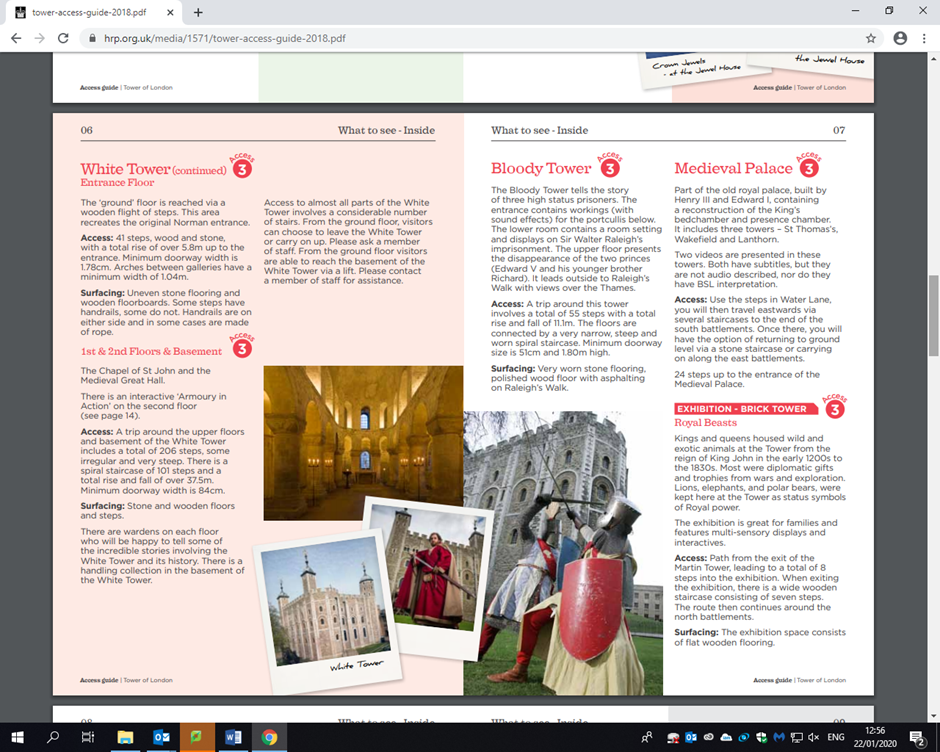 tower-access-guide-2018.pdf
hrp.org.uk/media/1571/tower-access-guide-2018.pdf
Crown Jewels
- at the Jewel House
the Jewel House
Access guide | Tower of London
Access guide | Tower of London
06
What to see - Inside
White Tower (continued)
Access
3
Entrance Floor
The ‘ground’ floor is reached via a
wooden flight of steps. This area
recreates the original Norman entrance.
Access: 41 steps, wood and stone,
with a total rise of over 5.8m up to the
entrance. Minimum doorway width is
1.78cm. Arches between galleries have a
minimum width of 1.04m.
Surfacing: Uneven stone flooring and
wooden floorboards. Some steps have
handrails, some do not. Handrails are on
either side and in some cases are made
of rope.
1st & 2nd Floors & Basement
Access
3
The Chapel of St John and the
Medieval Great Hall.
There is an interactive ‘Armoury in
Action’ on the second floor
(see page 14).
Access: A trip around the upper floors
and basement of the White Tower
includes a total of 206 steps, some
irregular and very steep. There is a
spiral staircase of 101 steps and a
total rise and fall of over 37.5m.
Minimum doorway width is 84cm.
Surfacing: Stone and wooden floors
and steps.
There are wardens on each floor
who will be happy to tell some of
the incredible stories involving the
White Tower and its history. There is a
handling collection in the basement of
the White Tower.
Access to almost all parts of the White
Tower involves a considerable number
of stairs. From the ground floor, visitors
can choose to leave the White Tower
or carry on up. Please ask a member
of staff. From the ground floor visitors
are able to reach the basement of the
White Tower via a lift. Please contact
a member of staff for assistance.
White Tower
Access guide | Tower of London
What to see - Inside
07
Bloody Tower
Access
3
The Bloody Tower tells the story
of three high status prisoners. The
entrance contains workings (with
sound effects) for the portcullis below.
The lower room contains a room setting
and displays on Sir Walter Raleigh's
imprisonment. The upper floor presents
the disappearance of the two princes
(Edward V and his younger brother
Richard). It leads outside to Raleigh's
Walk with views over the Thames.
Access: A trip around this tower
involves a total of 55 steps with a total
rise and fall of 11.1m. The floors are
connected by a very narrow, steep and
worn spiral staircase. Minimum doorway
size is 51cm and 1.80m high.
Surfacing: Very worn stone flooring,
polished wood floor with asphalting
on Raleigh's Walk.
Medieval Palace
Access
3
Part of the old royal palace, built by
Henry III and Edward I, containing
a reconstruction of the King's
bedchamber and presence chamber.
It includes three towers – St Thomas's,
Wakefield and Lanthorn.
Two videos are presented in these
towers. Both have subtitles, but they
are not audio described, nor do they
have BSL interpretation.
Access: Use the steps in Water Lane,
you will then travel eastwards via
several staircases to the end of the
south battlements. Once there, you will
have the option of returning to ground
level via a stone staircase or carrying
on along the east battlements.
24 steps up to the entrance of the
Medieval Palace.
EXHIBITION - BRICK TOWER
Access
3
Royal Beasts
Kings and queens housed wild and
exotic animals at the Tower from the
reign of King John in the early 1200s to
the 1830s. Most were diplomatic gifts
and trophies from wars and exploration.
Lions, elephants, and polar bears, were
kept here at the Tower as status symbols
of Royal power.
The exhibition is great for families and
features multi-sensory displays and
interactives.
Access: Path from the exit of the
Martin Tower, leading to a total of 8
steps into the exhibition. When exiting
the exhibition, there is a wide wooden
staircase consisting of seven steps.
The route then continues around the
north battlements.
Surfacing: The exhibition space consists
of flat wooden flooring.
Access guide | Tower of London
08
What to see - Inside
What to see - Inside
09
ENG
12:56
22/01/2020
2